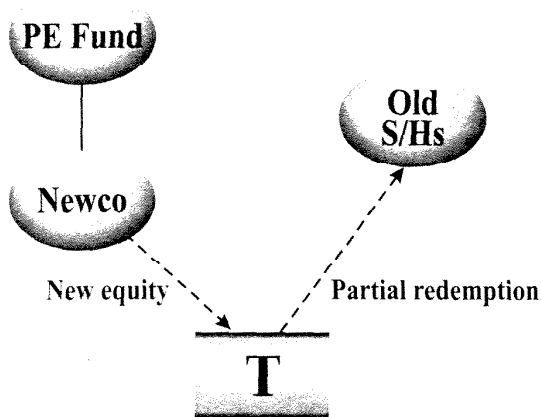 PE Fund
Old
S/Hs
Newco
New equity
Partial redemption
T